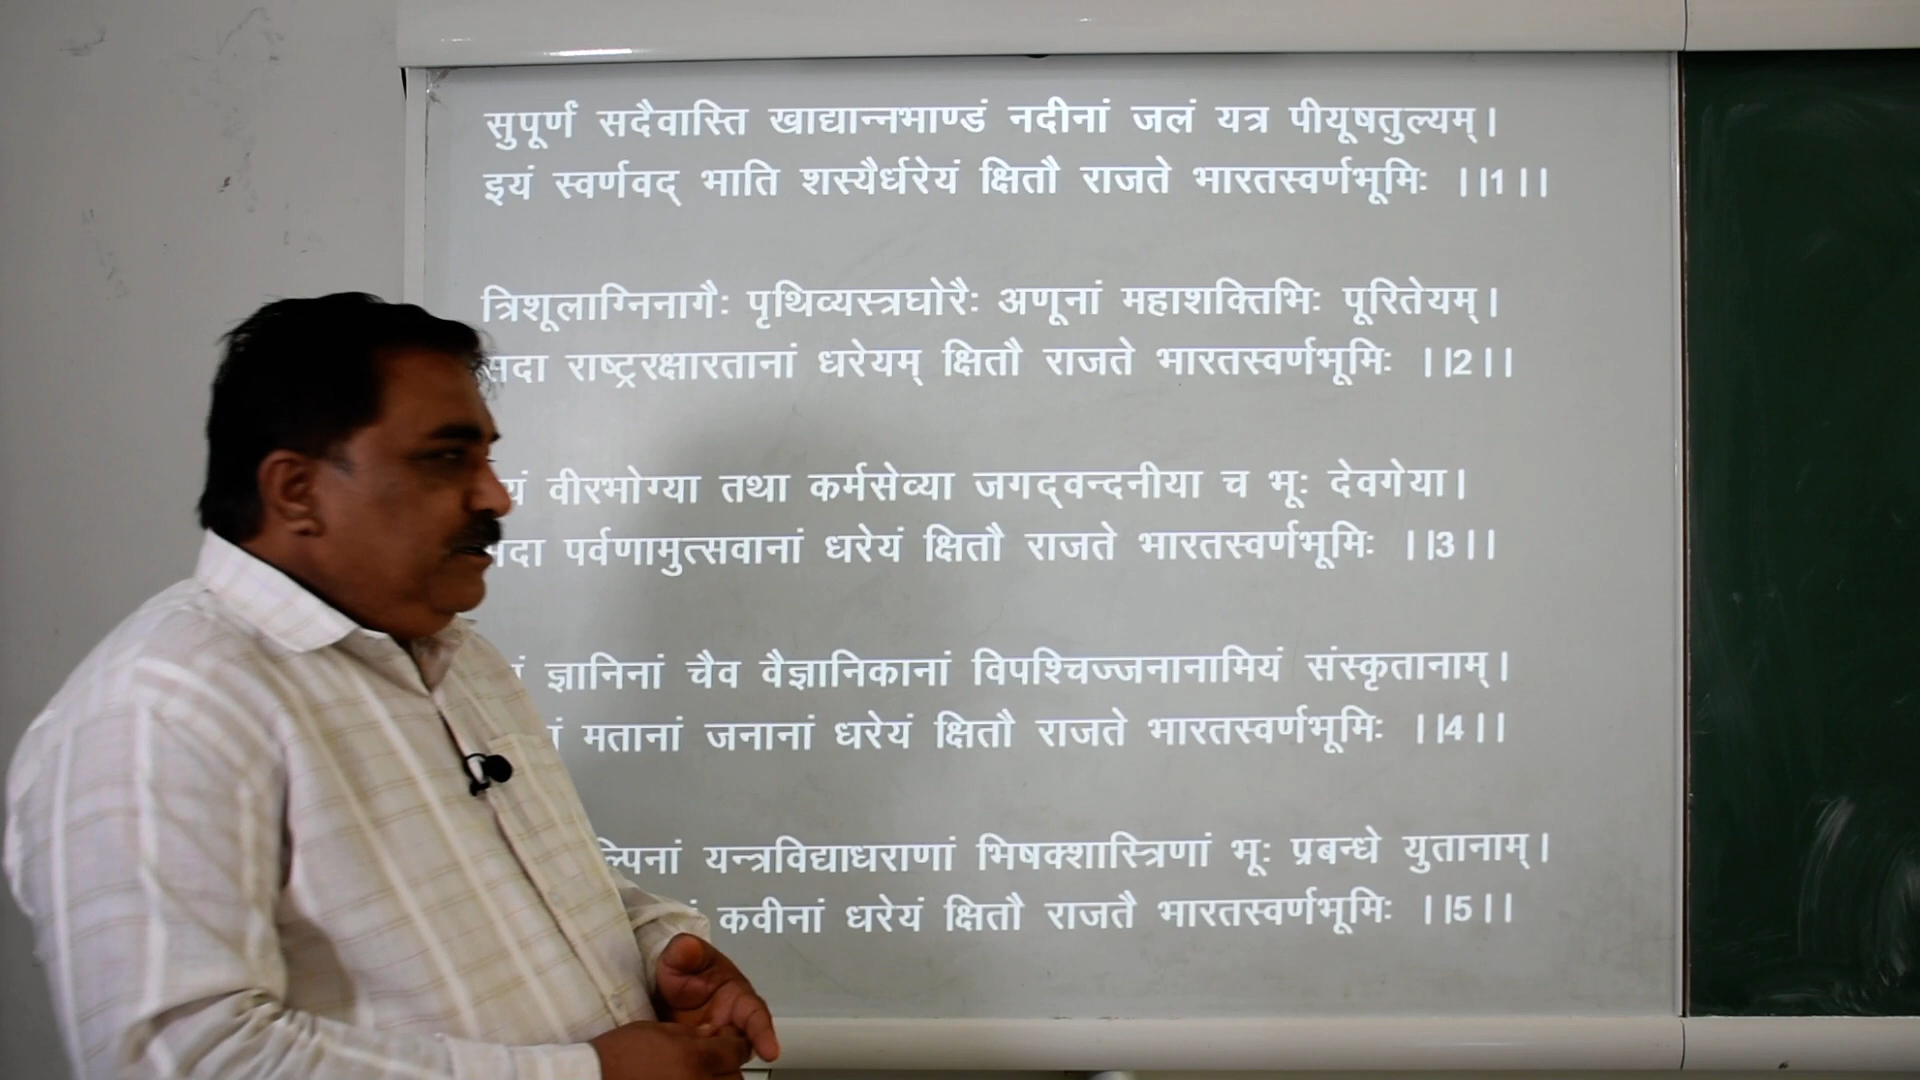 सुपूर्णं सदैवास्ति खाद्यान्नभाण्डं नदीनां जलं यत्र पीयूषतुल्यम्।
इयं स्वर्णवद् भाति शस्यैर्धरेयं क्षितौ राजते भारतस्वर्णभूमिः ।।1।।
त्रिशूलाग्निनागैः पृथिव्यस्त्रघोरैः अणूनां महाशक्तिभिः पूरितेयम्।
सदा राष्ट्ररक्षारतानां धरेयम् क्षितौ राजते भारतस्वर्णभूमिः ।।2।।
वीरभोग्या तथा कर्मसेव्या जगद्वन्दनीया च भूः देवगेया।
सदा पर्वणामुत्सवानां धरेयं क्षितौ राजते भारतस्वर्णभूमिः ।।3।।
ज्ञानिनां चैव वैज्ञानिकानां विपश्चिज्जनानामियं संस्कृतानाम्।
मतानां जनानां धरेयं क्षितौ राजते भारतस्वर्णभूमिः ।।4।।
यन्त्रविद्याधराणां भिषक्शास्त्रिणां भूः प्रबन्धे युतानाम्।
कवीनां धरेयं क्षितौ राजतै भारतस्वर्णभूमिः ।।5।।